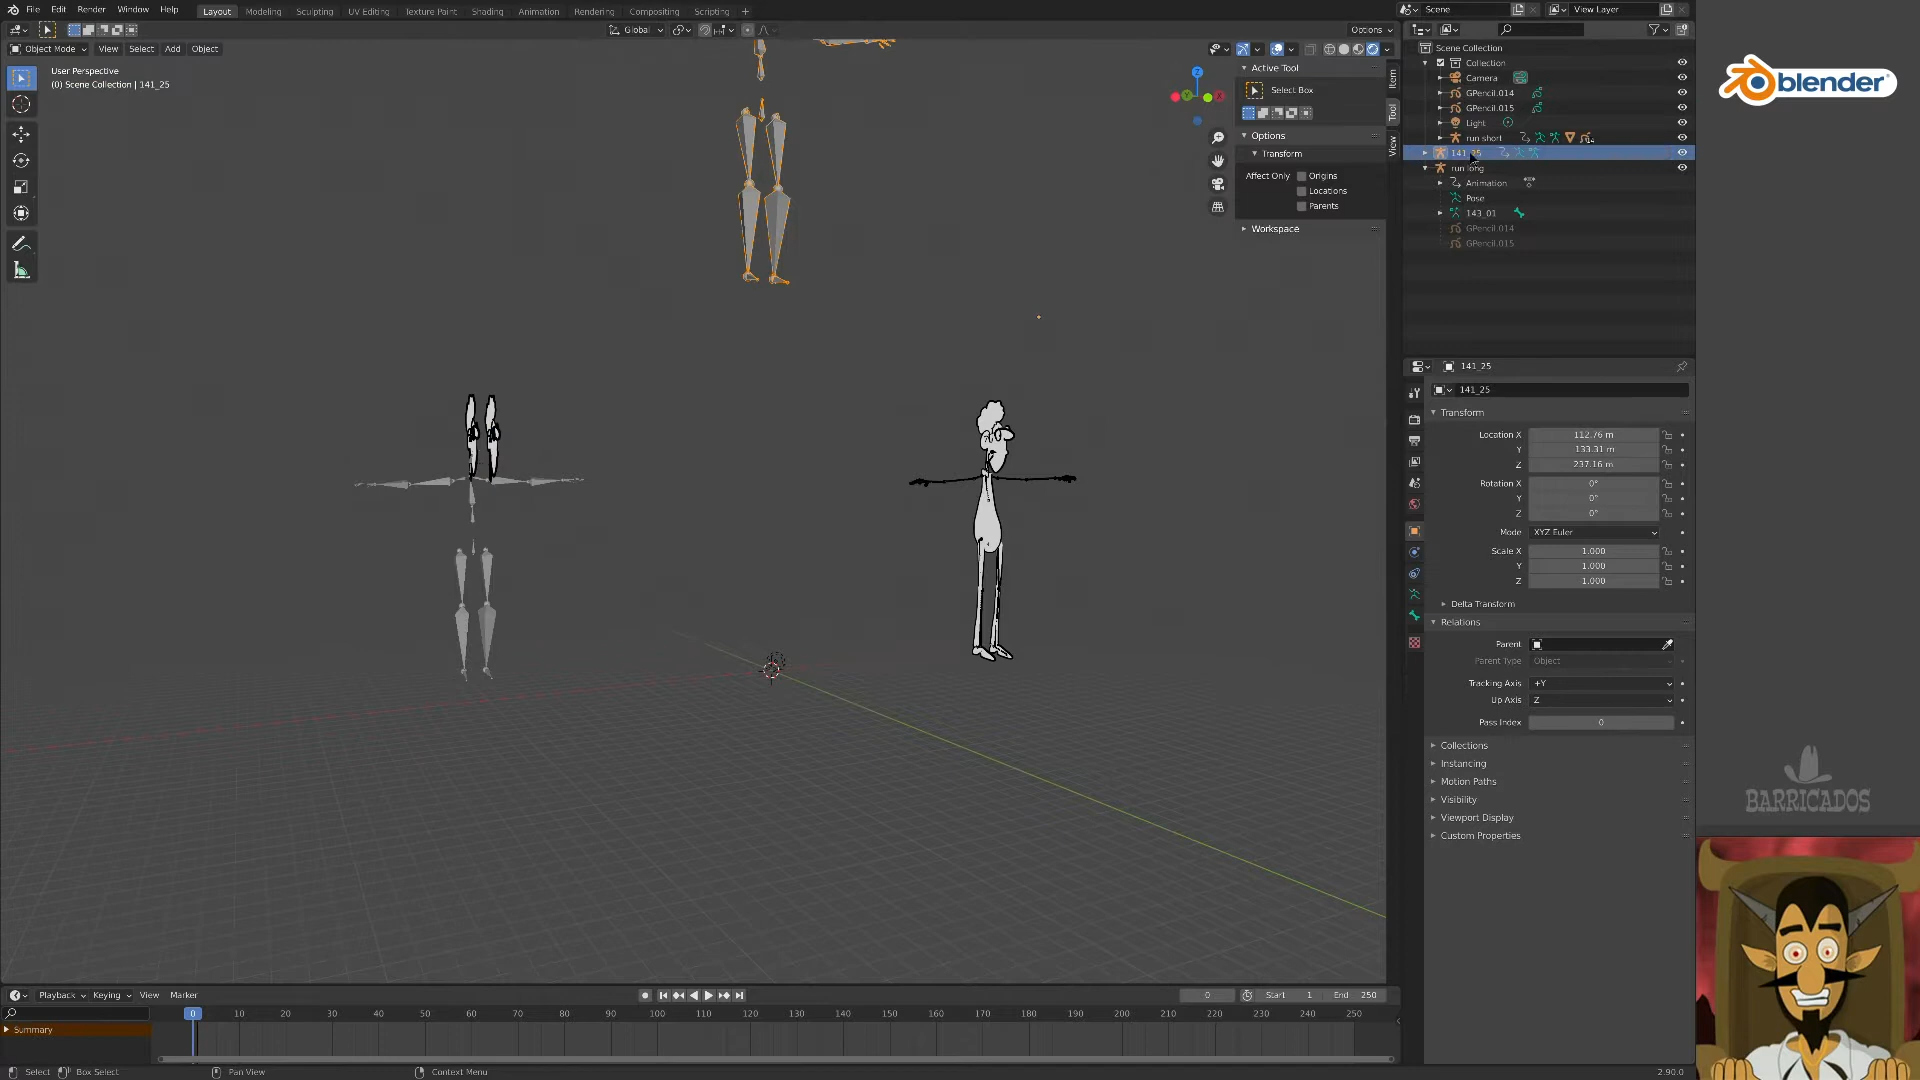 File Edit Render Window Help
Layout Modeling Sculpting UV Editing Texture Paint Shading Animation Rendering Compositing Scripting +
Scene
View Layer
Global
Options
Object Mode View Select Add Object
User Perspective
(0) Scene Collection | 141_25
Active Tool
Select Box
Options
Transform
Affect Only Origins
Locations
Parents
Workspace
Item
Tool
View
Z
Scene Collection
Collection
Camera
GPencil.014
GPencil.015
Light
run short
14
141_25
run long
Animation
Pose
143_01
GPencil.014
GPencil.015
141_25
141_25
Transform
Location X 112.76 m
Y 133.31 m
Z 237.16 m
Rotation X 0°
Y 0°
Z 0°
Mode XYZ Euler
Scale X 1.000
Y 1.000
Z 1.000
Delta Transform
Relations
Parent
Parent Type Object
Tracking Axis +Y
Up Axis Z
Pass Index 0
Collections
Instancing
Motion Paths
Visibility
Viewport Display
Custom Properties
blender
BARRICADOS
Playback Keying View Marker
0 Start 1 End 250
0 10 20 30 40 50 60 70 80 90 100 110 120 130 140 150 160 170 180 190 200 210 220 230 240 250
Summary
Select Box Select Pan View Context Menu 2.90.0